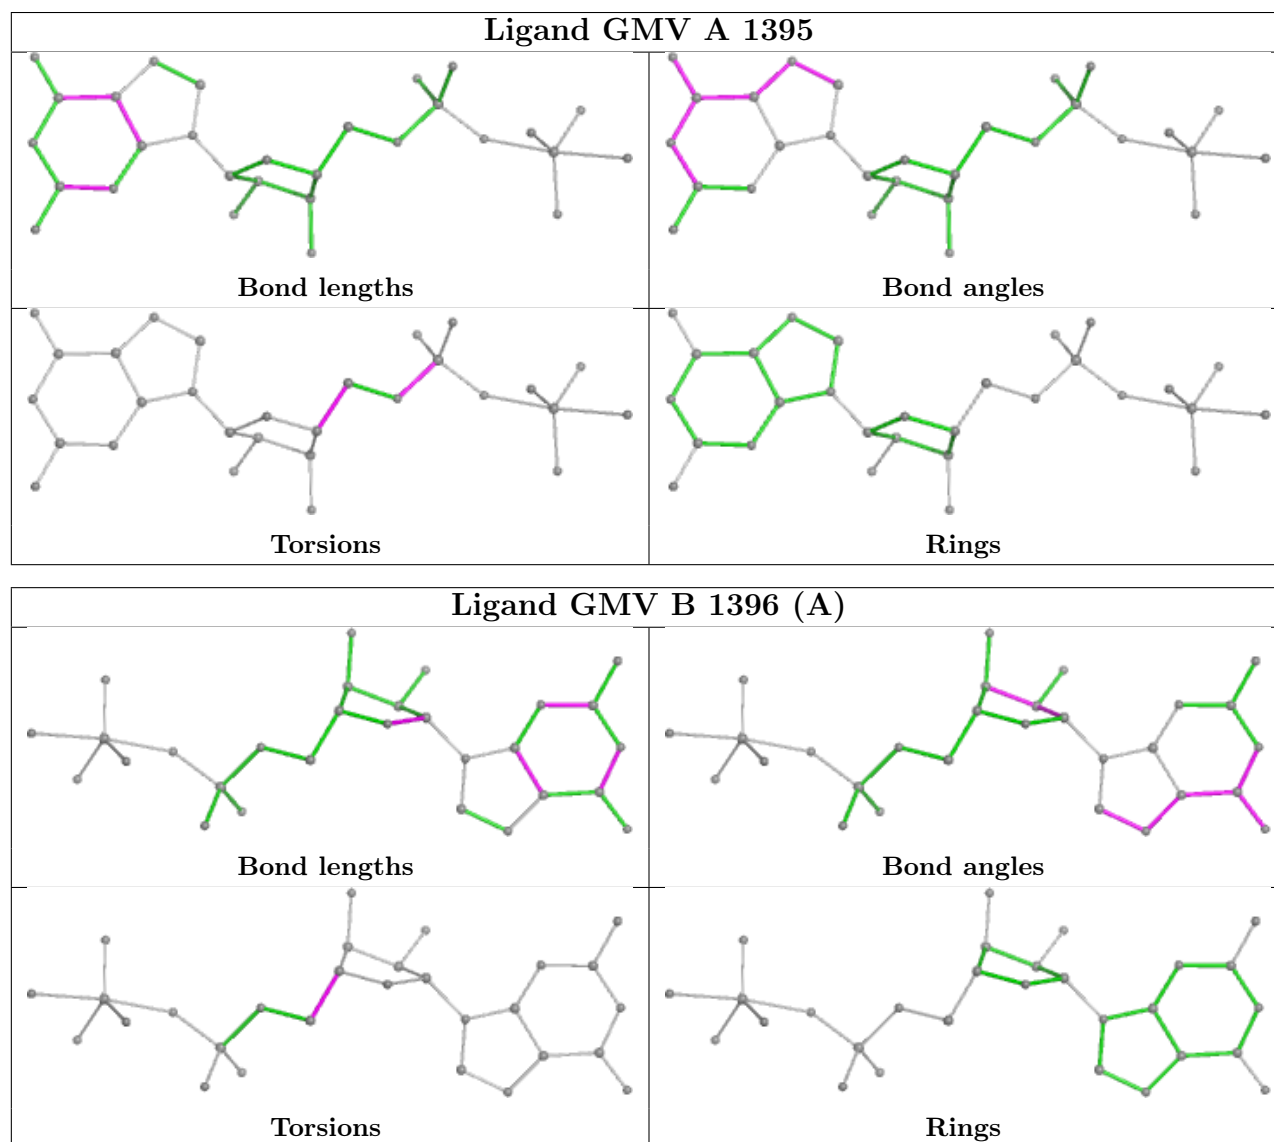 Ligand GMV A 1395
Bond lengths
Bond angles
Torsions
Rings
Ligand GMV B 1396 (A)
Bond lengths
Bond angles
Torsions
Rings